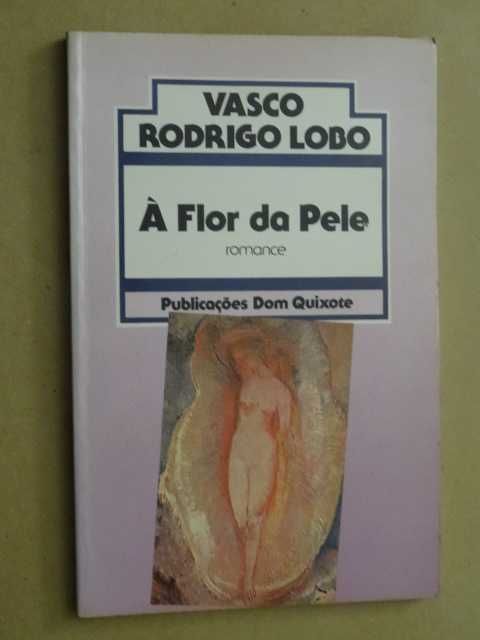 VASCO
RODRIGO LOBO
À Flor da Pele
romance
Publicações Dom Quixote